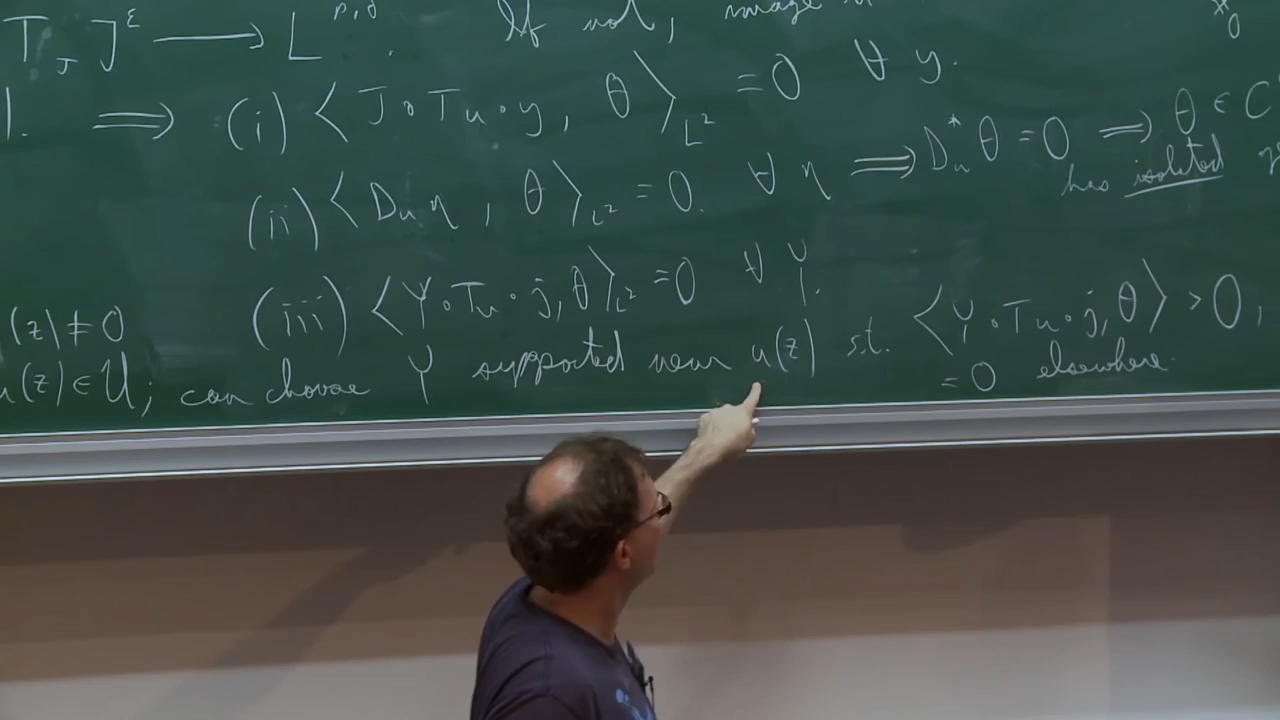 T_J J^ε ⟶ L^{p,δ}. If not, image
1. ⟹ (i) ⟨J∘Tu∘y, θ⟩_{L²} = 0 ∀ y.
(ii) ⟨D_u η, θ⟩_{L²} = 0. ∀ η ⟹ D_u^* θ = 0 ⟹ θ ∈ C
has isolated
(iii) ⟨Y∘Tu∘j, θ⟩_{L²} = 0 ∀ Y.
(z) ≠ 0
u(z) ∈ U; can choose Y supported near u(z) s.t. ⟨Y∘Tu∘j, θ⟩ > 0,
= 0 elsewhere.